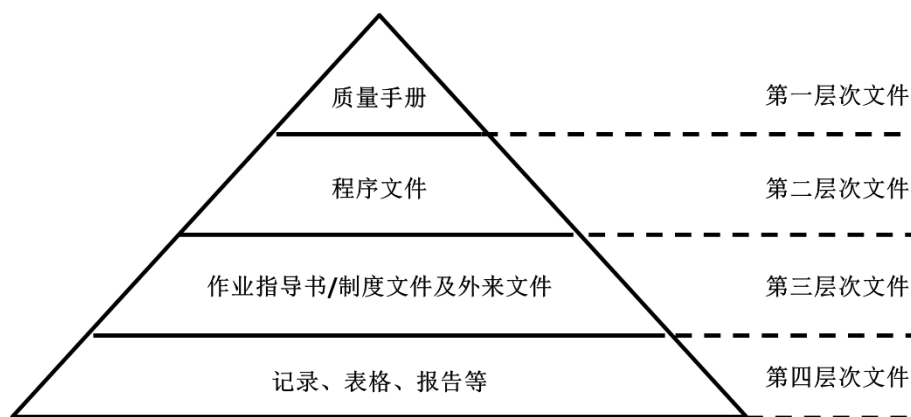 质量手册 第一层次文件
程序文件 第二层次文件
作业指导书/制度文件及外来文件 第三层次文件
记录、表格、报告等 第四层次文件